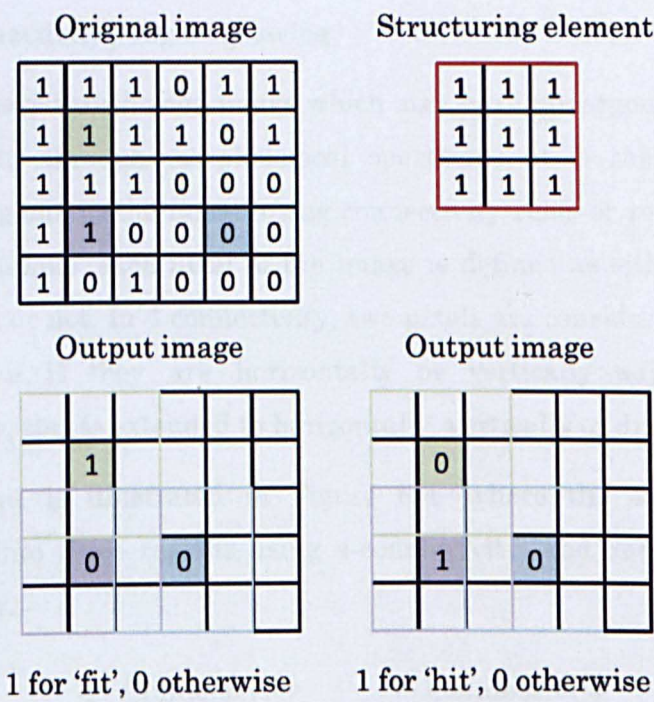 Original image
Structuring element
1 1 1 0 1 1
1 1 1 1 0 1
1 1 1 0 0 0
1 1 0 0 0 0
1 0 1 0 0 0
1 1 1
1 1 1
1 1 1
Output image
Output image
1
0 0
0
1 0
1 for ‘fit’, 0 otherwise
1 for ‘hit’, 0 otherwise